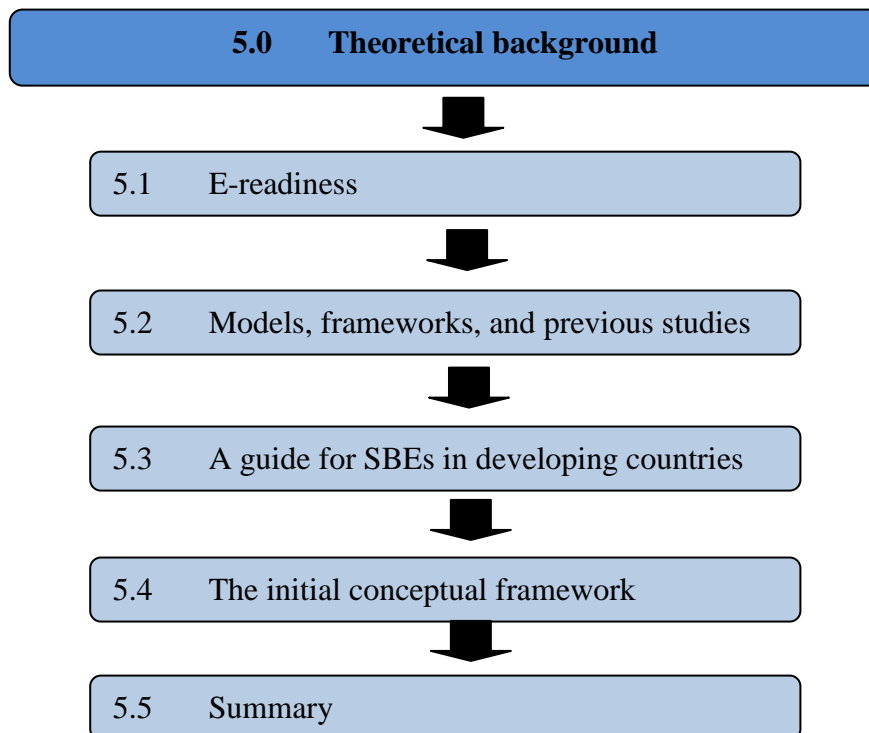 5.0 Theoretical background
5.1 E-readiness
5.2 Models, frameworks, and previous studies
5.3 A guide for SBEs in developing countries
5.4 The initial conceptual framework
5.5 Summary